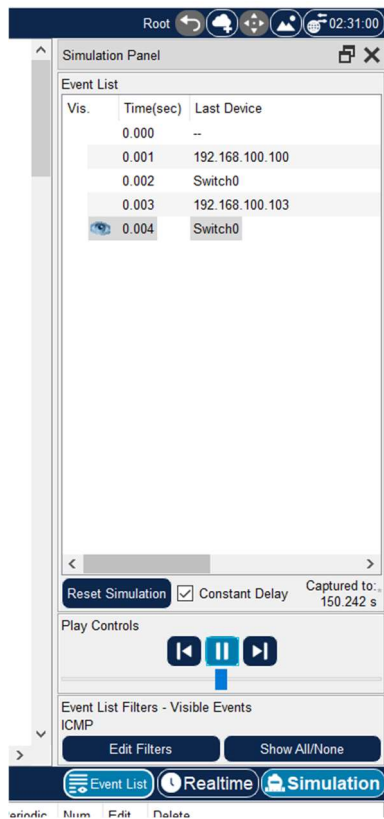 Root 02:31:00
Simulation Panel
Event List
Vis. Time(sec) Last Device
0.000 --
0.001 192.168.100.100
0.002 Switch0
0.003 192.168.100.103
0.004 Switch0
Reset Simulation Constant Delay Captured to:
150.242 s
Play Controls
Event List Filters - Visible Events
ICMP
Edit Filters Show All/None
Event List Realtime Simulation
eriodic Num Edit Delete